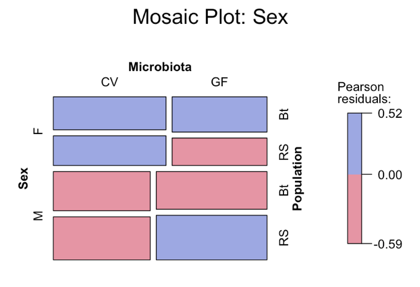 Mosaic Plot: Sex
Microbiota
CV GF
Pearson
residuals:
0.52
0.00
-0.59
Sex
F
M
Bt
RS
Bt
RS
Population